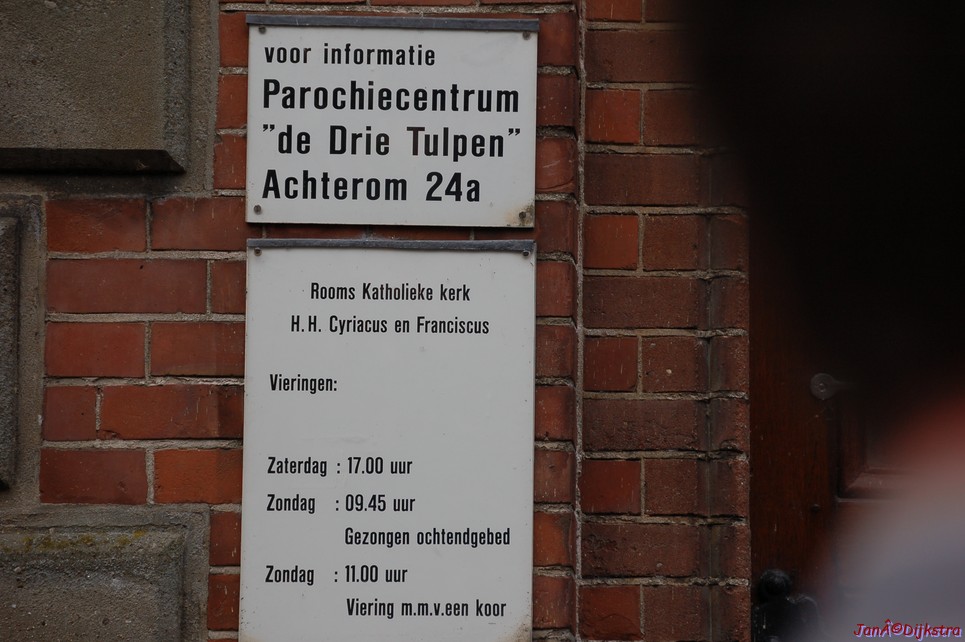 voor informatie
Parochiecentrum
"de Drie Tulpen"
Achterom 24a
Rooms Katholieke kerk
H.H. Cyriacus en Franciscus
Vieringen:
Zaterdag : 17.00 uur
Zondag : 09.45 uur
Gezongen ochtendgebed
Zondag : 11.00 uur
Viering m.m.v.een koor
JanÂ©Dijkstra